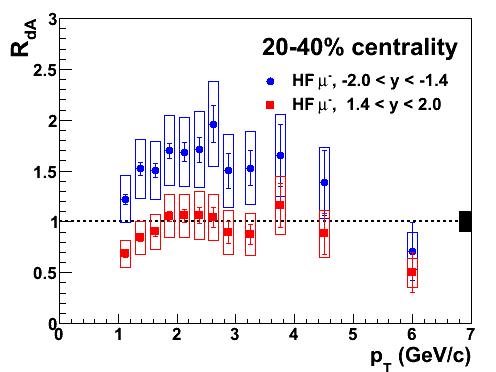 R_dA
3
2.5
2
1.5
1
0.5
0
20-40% centrality
HF μ⁻, -2.0 < y < -1.4
HF μ⁻, 1.4 < y < 2.0
0 1 2 3 4 5 6 7
p_T (GeV/c)